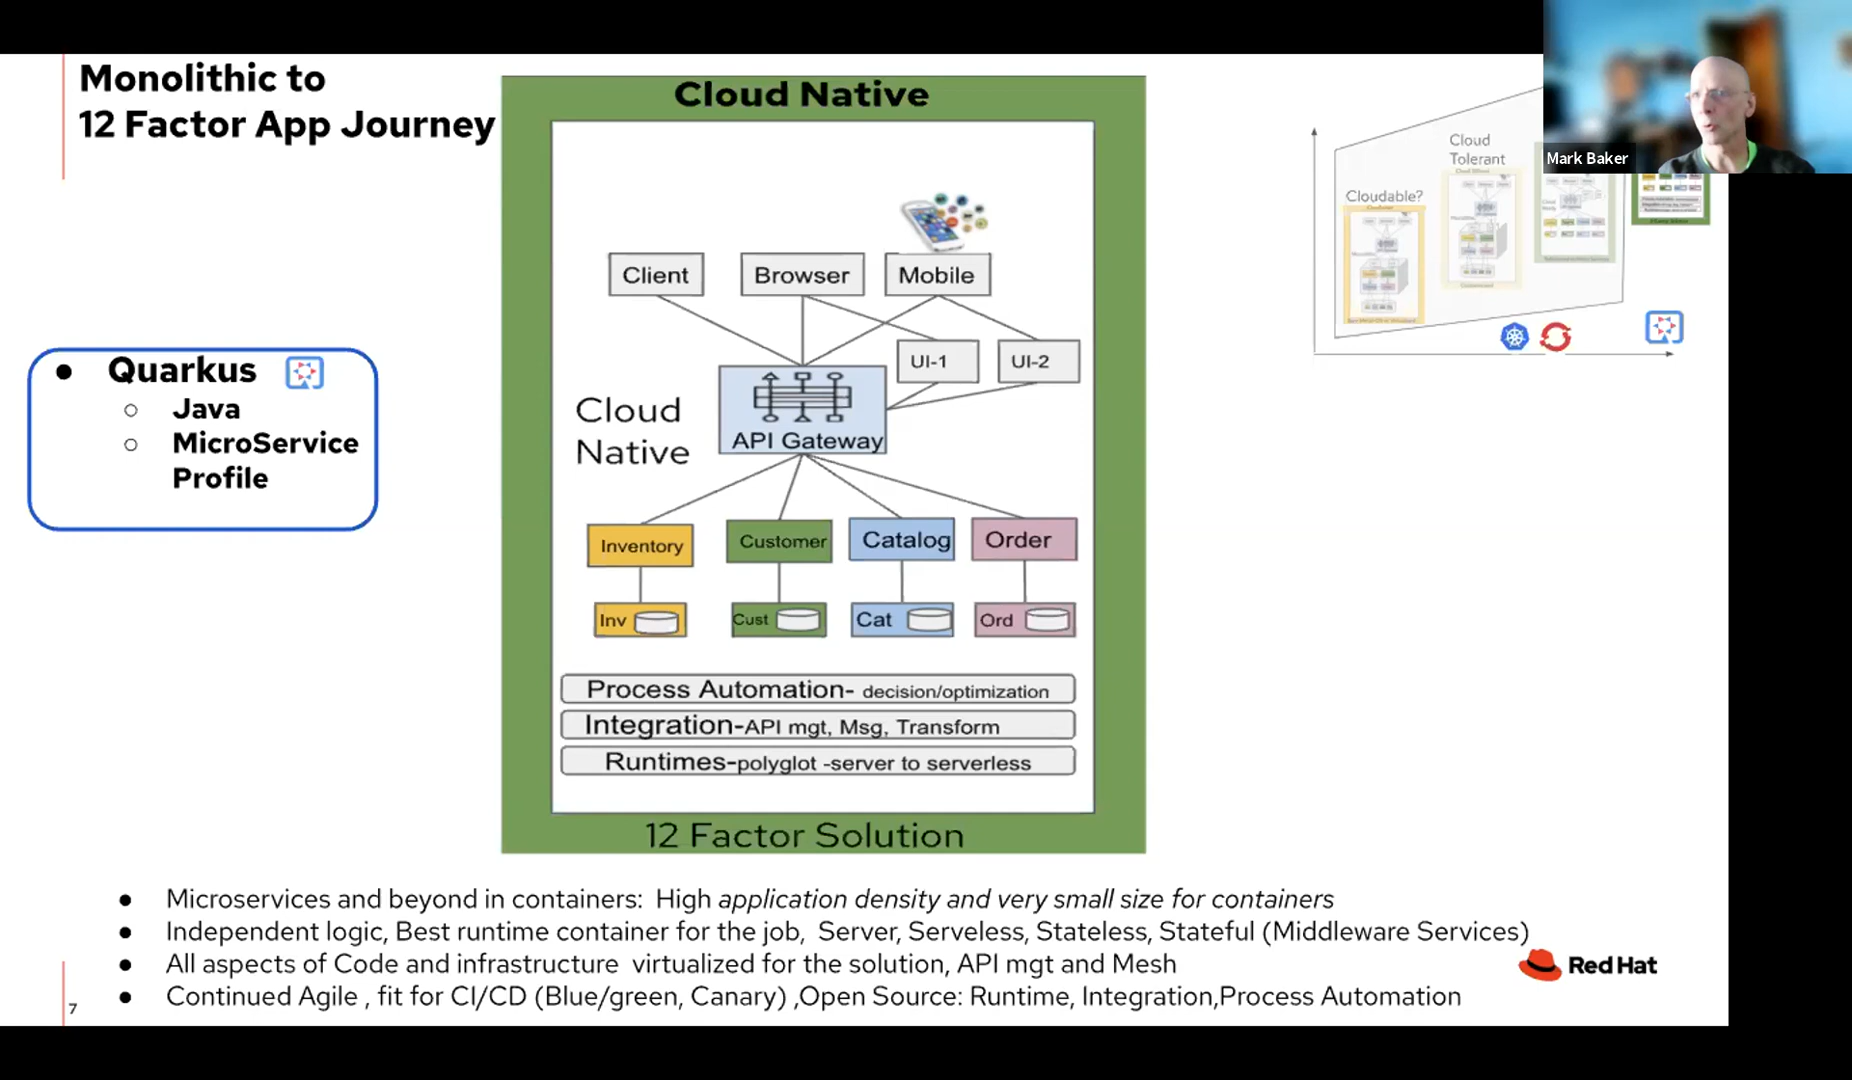 Monolithic to
12 Factor App Journey
Cloud Native
Mark Baker
Cloud
Tolerant
Cloudable?
Client
Browser
Mobile
UI-1
UI-2
Quarkus
Java
MicroService
Profile
Cloud
Native
API Gateway
Inventory
Customer
Catalog
Order
Inv
Cust
Cat
Ord
Process Automation- decision/optimization
Integration-API mgt, Msg, Transform
Runtimes-polyglot -server to serverless
12 Factor Solution
Microservices and beyond in containers: High application density and very small size for containers
Independent logic, Best runtime container for the job, Server, Serveless, Stateless, Stateful (Middleware Services)
All aspects of Code and infrastructure virtualized for the solution, API mgt and Mesh
Continued Agile , fit for CI/CD (Blue/green, Canary) ,Open Source: Runtime, Integration,Process Automation
Red Hat
7